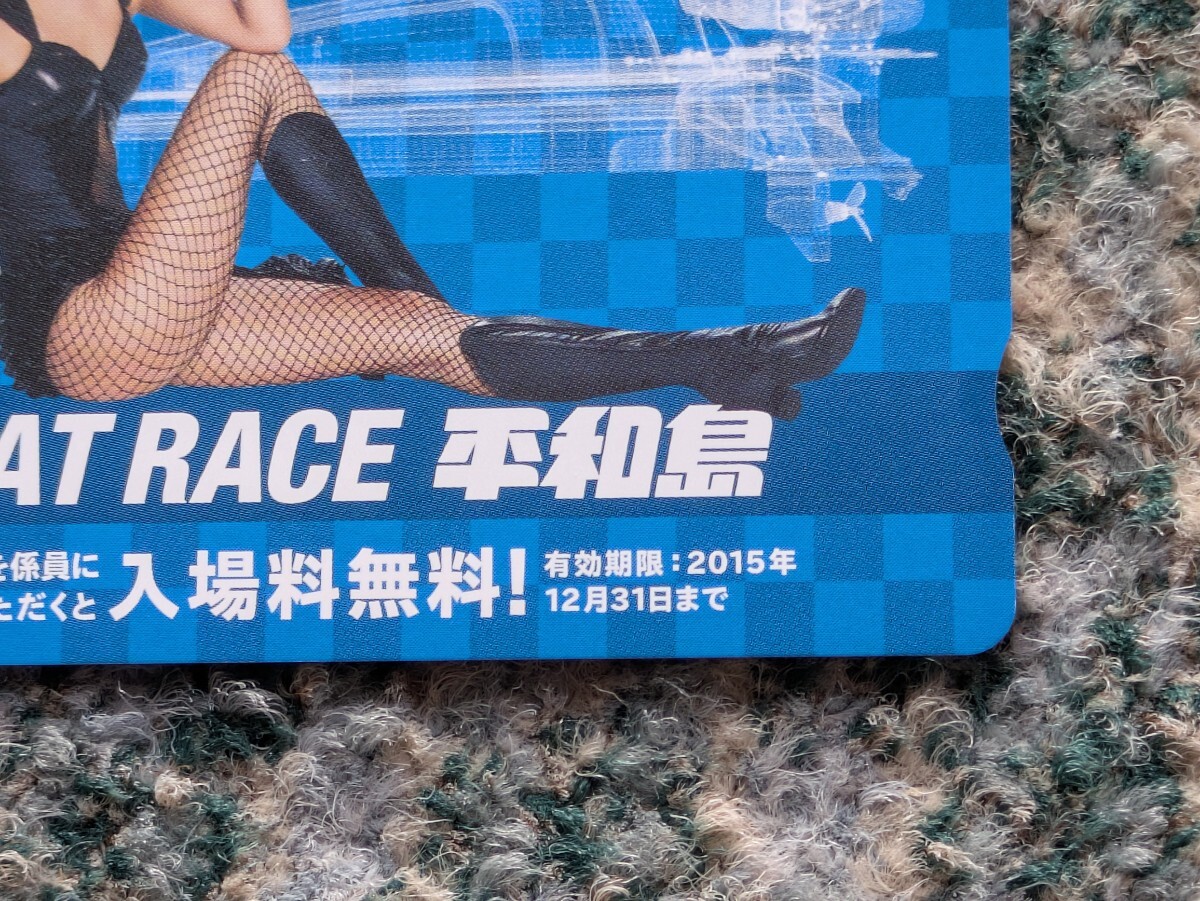 AT RACE 平和島
を係員に
ただくと
入場料無料!
有効期限：2015年
12月31日まで